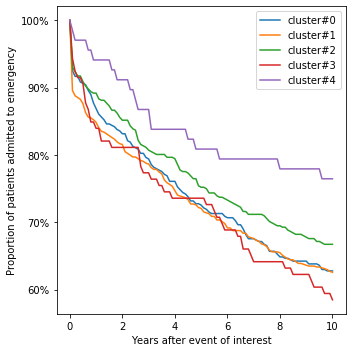 100%
90%
80%
70%
60%
Proportion of patients admitted to emergency
cluster#0
cluster#1
cluster#2
cluster#3
cluster#4
0 2 4 6 8 10
Years after event of interest